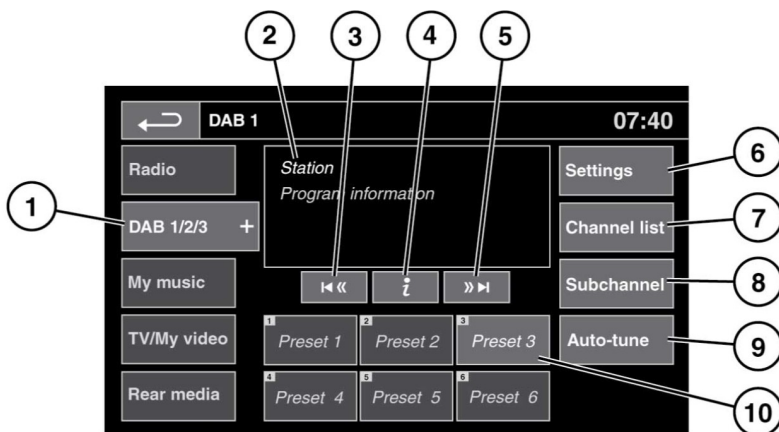 2 3 4 5
DAB 1 07:40
Radio Station Settings 6
Program information
1 DAB 1/2/3 + Channel list 7
My music i Subchannel 8
TV/My video 1 Preset 1 2 Preset 2 3 Preset 3 Auto-tune 9
Rear media 4 Preset 4 5 Preset 5 6 Preset 6 10